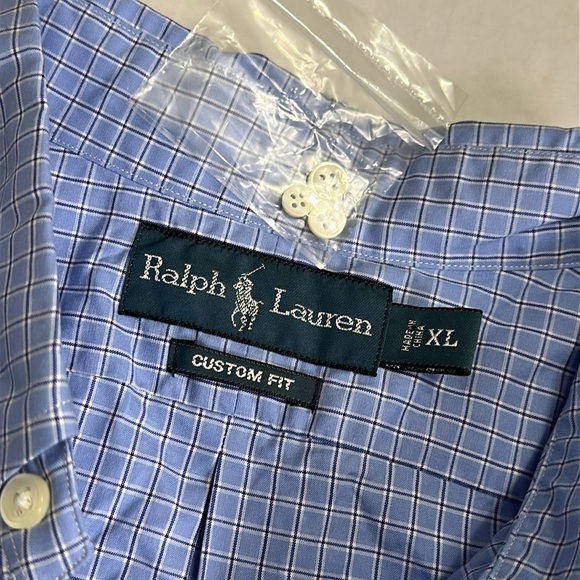 Ralph Lauren
MADE IN
CHINA
XL
CUSTOM FIT